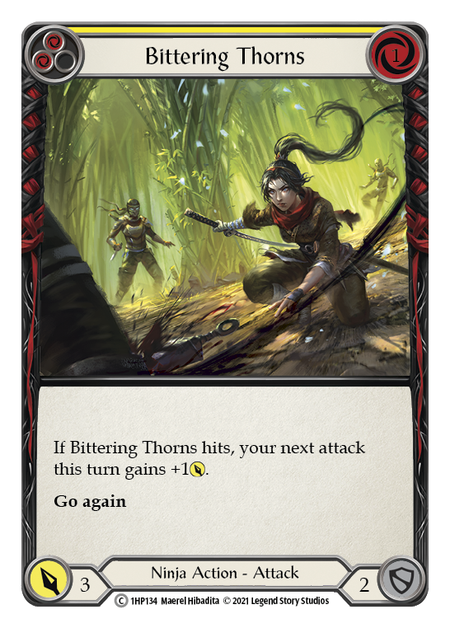 Bittering Thorns
1
If Bittering Thorns hits, your next attack
this turn gains +1.
Go again
3
Ninja Action - Attack
2
C 1HP134 Maerel Hibadita © 2021 Legend Story Studios